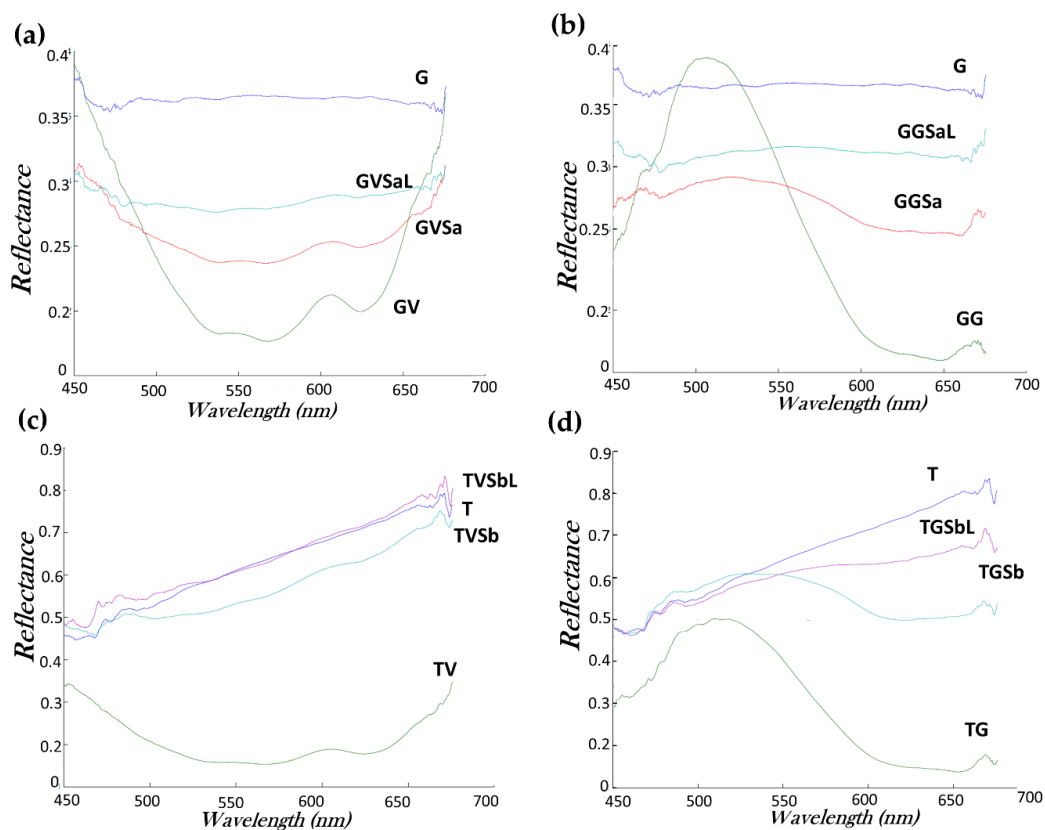 (a)
0.4
0.35
0.3
0.25
0.2
0
Reflectance
G
GVSaL
GVSa
GV
450 500 550 600 650 700
Wavelength (nm)
(b)
0.4
0.35
0.3
0.25
0.2
0
Reflectance
G
GGSaL
GGSa
GG
450 500 550 600 650 700
Wavelength (nm)
(c)
0.9
0.8
0.7
0.6
0.5
0.4
0.3
0.2
0
Reflectance
TVSbL
T
TVSb
TV
450 500 550 600 650 700
Wavelength (nm)
(d)
0.9
0.8
0.7
0.6
0.5
0.4
0.3
0.2
0
Reflectance
T
TGSbL
TGSb
TG
450 500 550 600 650 700
Wavelength (nm)